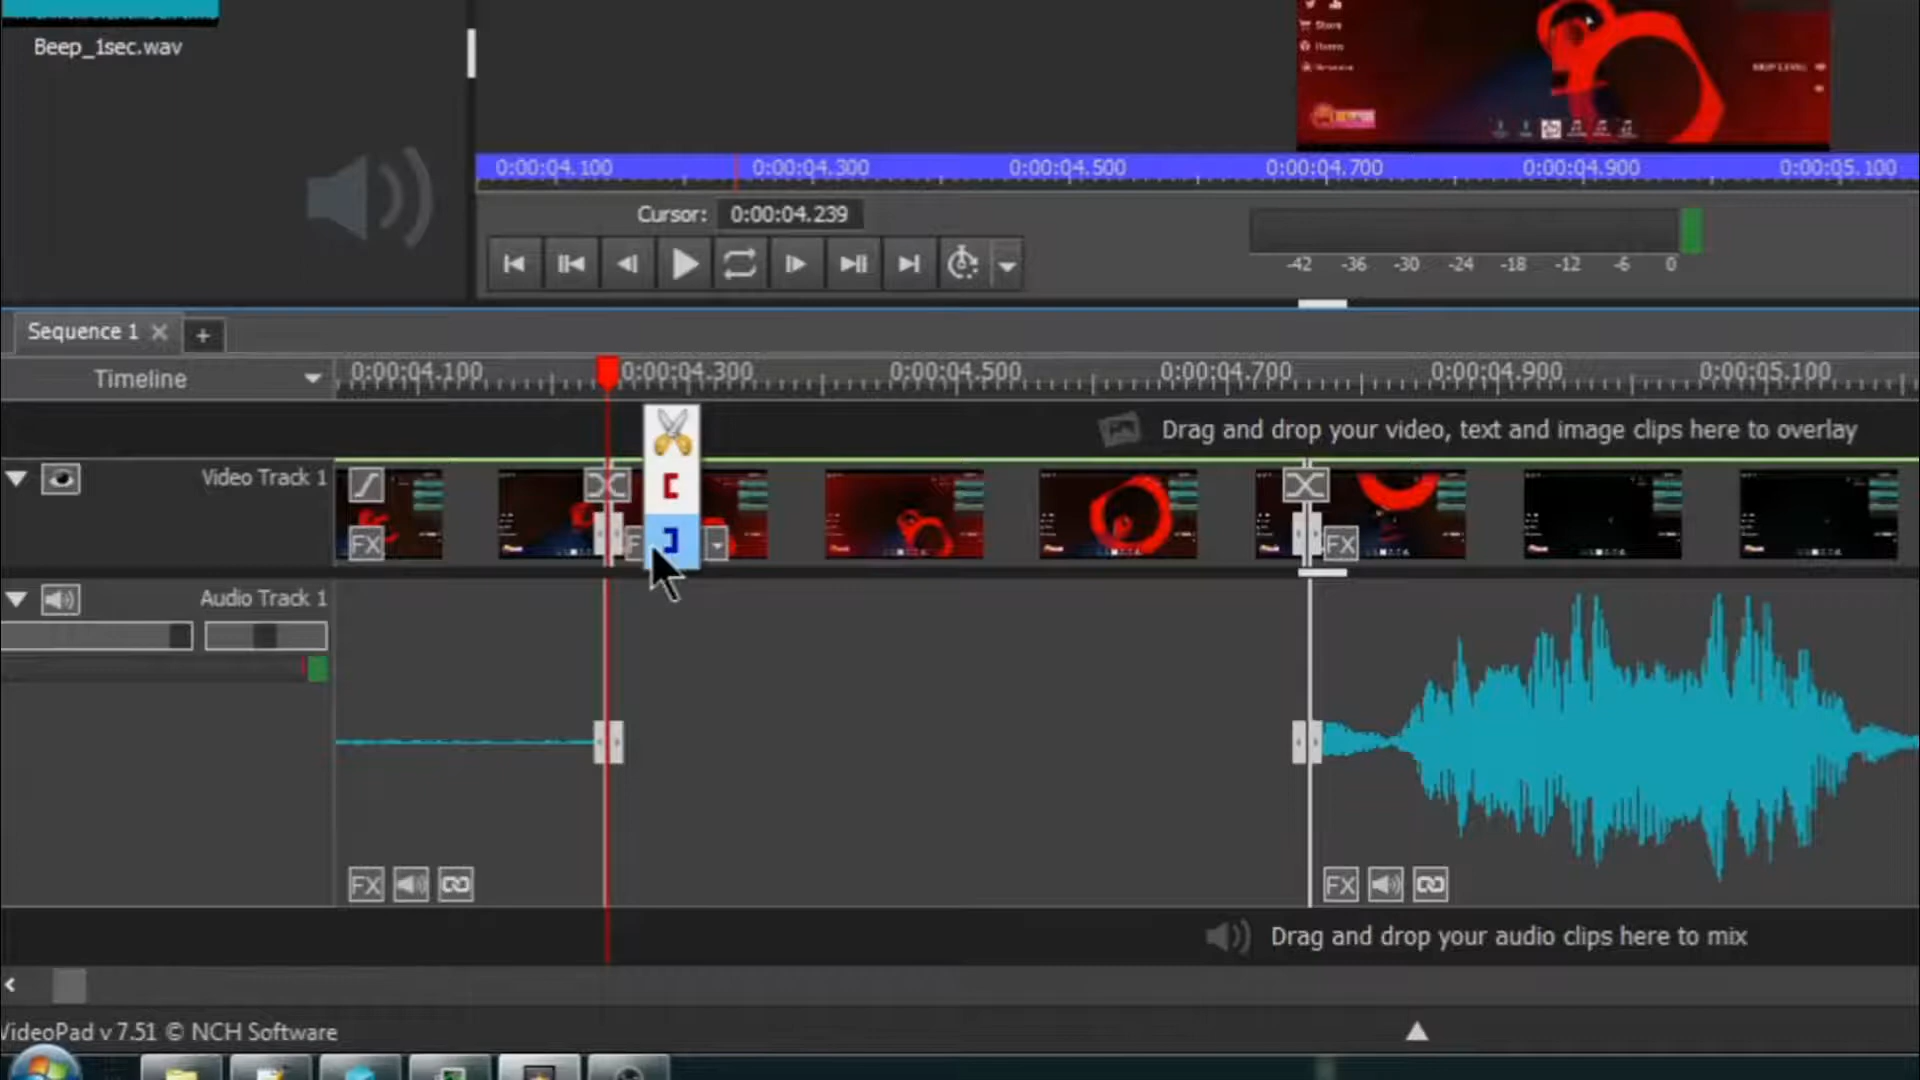 Store
Items
Beep_1sec.wav
0:00:04.100 0:00:04.300 0:00:04.500 0:00:04.700 0:00:04.900 0:00:05.100
Cursor: 0:00:04.239
-42 -36 -30 -24 -18 -12 -6 0
Sequence 1
Timeline
0:00:04.100 0:00:04.300 0:00:04.500 0:00:04.700 0:00:04.900 0:00:05.100
Drag and drop your video, text and image clips here to overlay
Video Track 1
FX F FX
Audio Track 1
FX FX
Drag and drop your audio clips here to mix
VideoPad v 7.51 © NCH Software